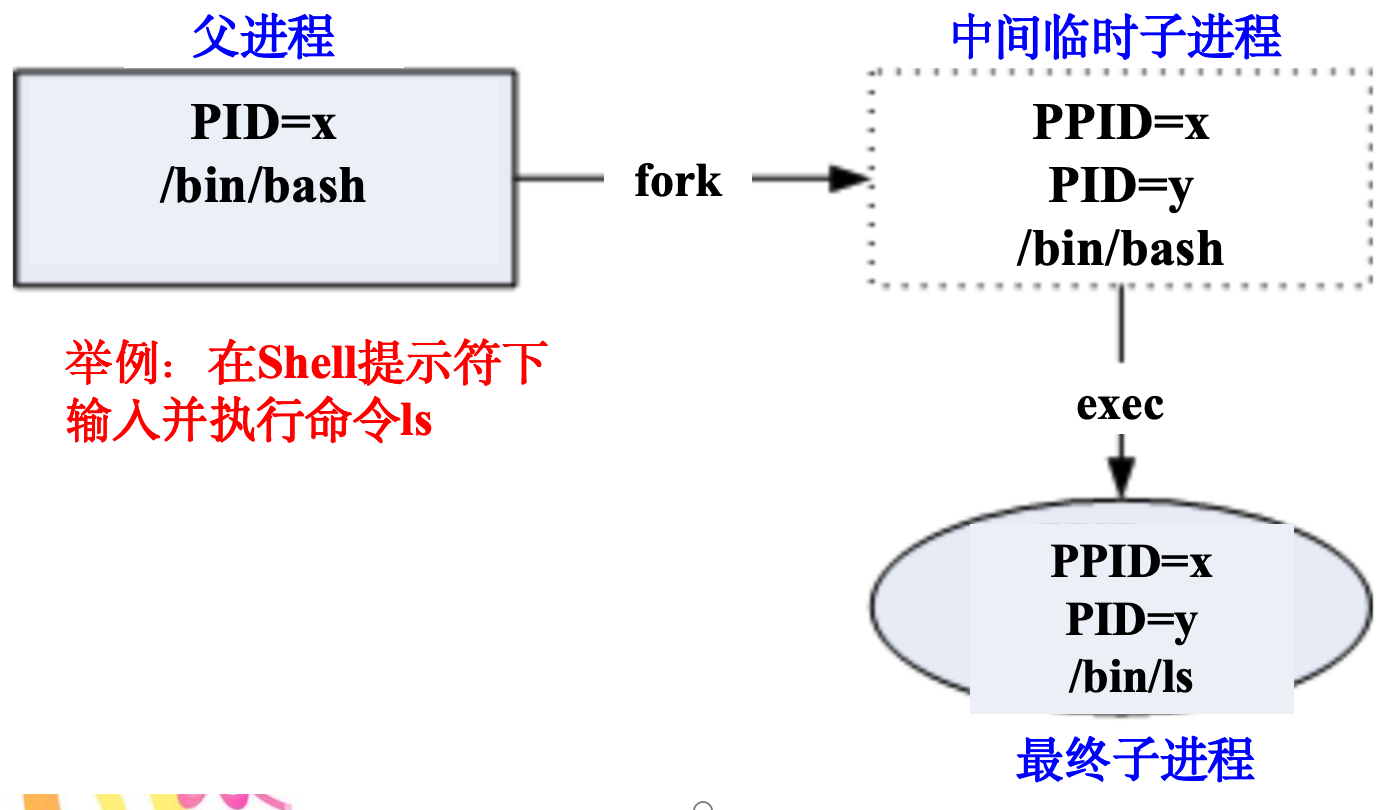 父进程
PID=x
/bin/bash
fork
中间临时子进程
PPID=x
PID=y
/bin/bash
举例：在Shell提示符下
输入并执行命令ls
exec
PPID=x
PID=y
/bin/ls
最终子进程